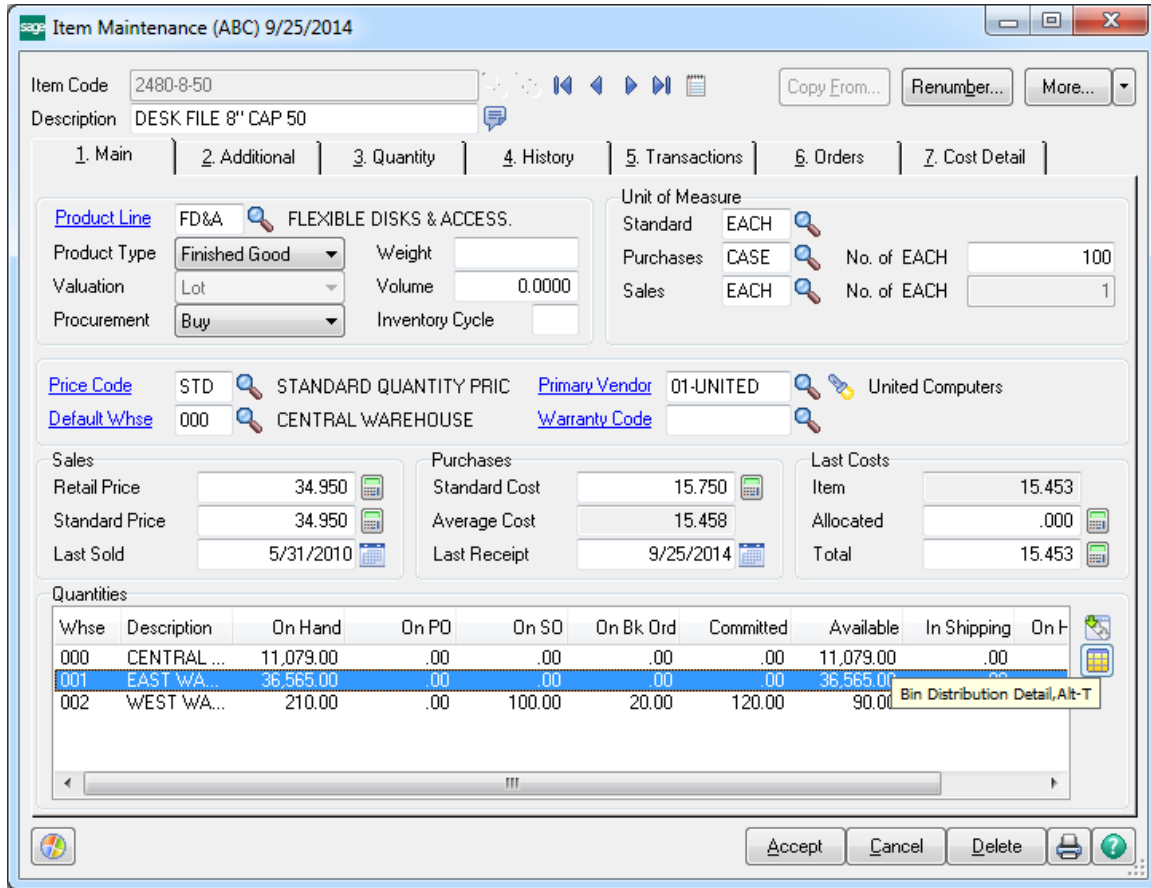 sage Item Maintenance (ABC) 9/25/2014
Item Code 2480-8-50 Copy From... Renumber... More...
Description DESK FILE 8" CAP 50
1. Main 2. Additional 3. Quantity 4. History 5. Transactions 6. Orders 7. Cost Detail
Unit of Measure
Product Line FD&A FLEXIBLE DISKS & ACCESS. Standard EACH
Product Type Finished Good Weight Purchases CASE No. of EACH 100
Valuation Lot Volume 0.0000 Sales EACH No. of EACH 1
Procurement Buy Inventory Cycle
Price Code STD STANDARD QUANTITY PRIC Primary Vendor 01-UNITED United Computers
Default Whse 000 CENTRAL WAREHOUSE Warranty Code
Sales Purchases Last Costs
Retail Price 34.950 Standard Cost 15.750 Item 15.453
Standard Price 34.950 Average Cost 15.458 Allocated .000
Last Sold 5/31/2010 Last Receipt 9/25/2014 Total 15.453
Quantities
Whse Description On Hand On PO On SO On Bk Ord Committed Available In Shipping On H
000 CENTRAL ... 11,079.00 .00 .00 .00 .00 11,079.00 .00
001 EAST WA... 36,565.00 .00 .00 .00 .00 36,565.00 .00
002 WEST WA... 210.00 .00 100.00 20.00 120.00 90.00
Bin Distribution Detail,Alt-T
Accept Cancel Delete